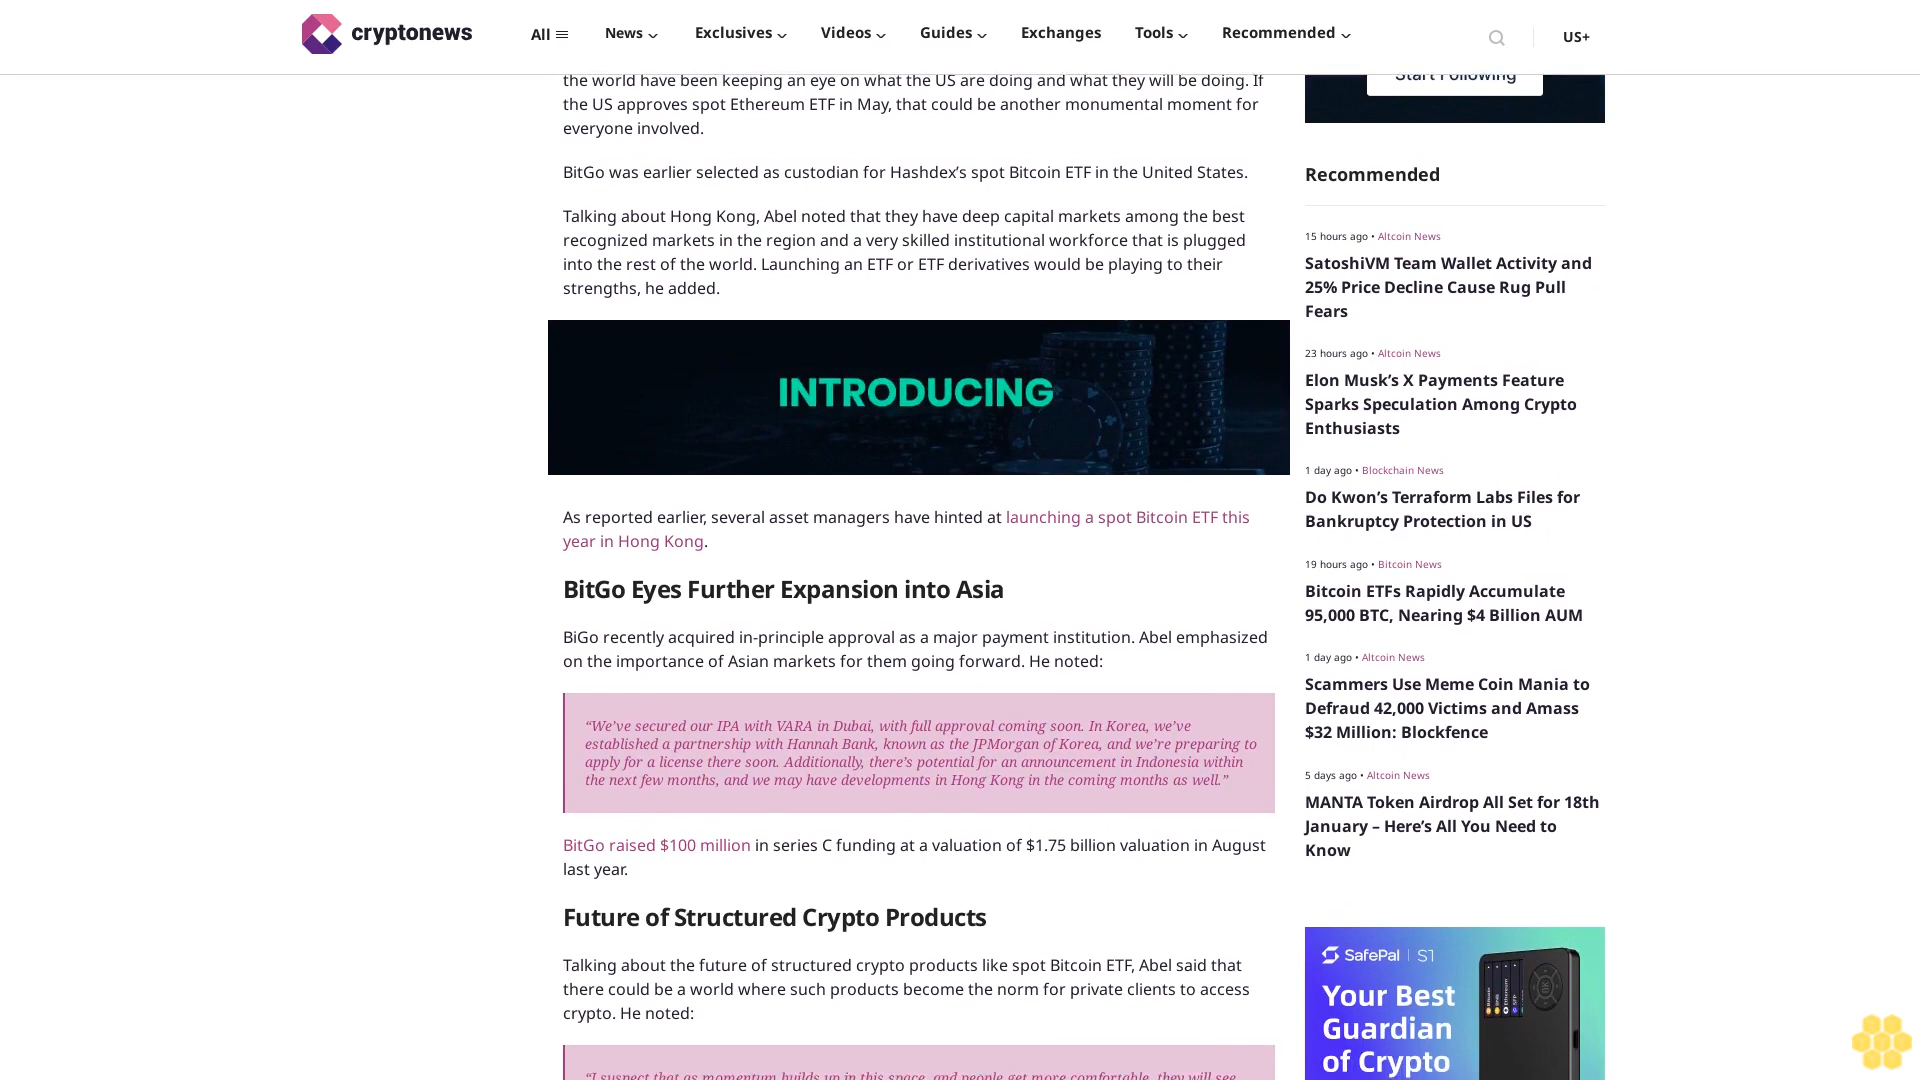 cryptonews
All
News
Exclusives
Videos
Guides
Exchanges
Tools
Recommended
US+
the world have been keeping an eye on what the US are doing and what they will be doing. If
the US approves spot Ethereum ETF in May, that could be another monumental moment for
everyone involved.
BitGo was earlier selected as custodian for Hashdex’s spot Bitcoin ETF in the United States.
Talking about Hong Kong, Abel noted that they have deep capital markets among the best
recognized markets in the region and a very skilled institutional workforce that is plugged
into the rest of the world. Launching an ETF or ETF derivatives would be playing to their
strengths, he added.
INTRODUCING
As reported earlier, several asset managers have hinted at launching a spot Bitcoin ETF this
year in Hong Kong.
BitGo Eyes Further Expansion into Asia
BiGo recently acquired in-principle approval as a major payment institution. Abel emphasized
on the importance of Asian markets for them going forward. He noted:
“We’ve secured our IPA with VARA in Dubai, with full approval coming soon. In Korea, we’ve
established a partnership with Hannah Bank, known as the JPMorgan of Korea, and we’re preparing to
apply for a license there soon. Additionally, there’s potential for an announcement in Indonesia within
the next few months, and we may have developments in Hong Kong in the coming months as well.”
BitGo raised $100 million in series C funding at a valuation of $1.75 billion valuation in August
last year.
Future of Structured Crypto Products
Talking about the future of structured crypto products like spot Bitcoin ETF, Abel said that
there could be a world where such products become the norm for private clients to access
crypto. He noted:
“I suspect that as momentum builds up in this space, and people get more comfortable, they will see
Start Following
Recommended
15 hours ago • Altcoin News
SatoshiVM Team Wallet Activity and
25% Price Decline Cause Rug Pull
Fears
23 hours ago • Altcoin News
Elon Musk’s X Payments Feature
Sparks Speculation Among Crypto
Enthusiasts
1 day ago • Blockchain News
Do Kwon’s Terraform Labs Files for
Bankruptcy Protection in US
19 hours ago • Bitcoin News
Bitcoin ETFs Rapidly Accumulate
95,000 BTC, Nearing $4 Billion AUM
1 day ago • Altcoin News
Scammers Use Meme Coin Mania to
Defraud 42,000 Victims and Amass
$32 Million: Blockfence
5 days ago • Altcoin News
MANTA Token Airdrop All Set for 18th
January – Here’s All You Need to
Know
SafePal | S1
Your Best
Guardian
of Crypto